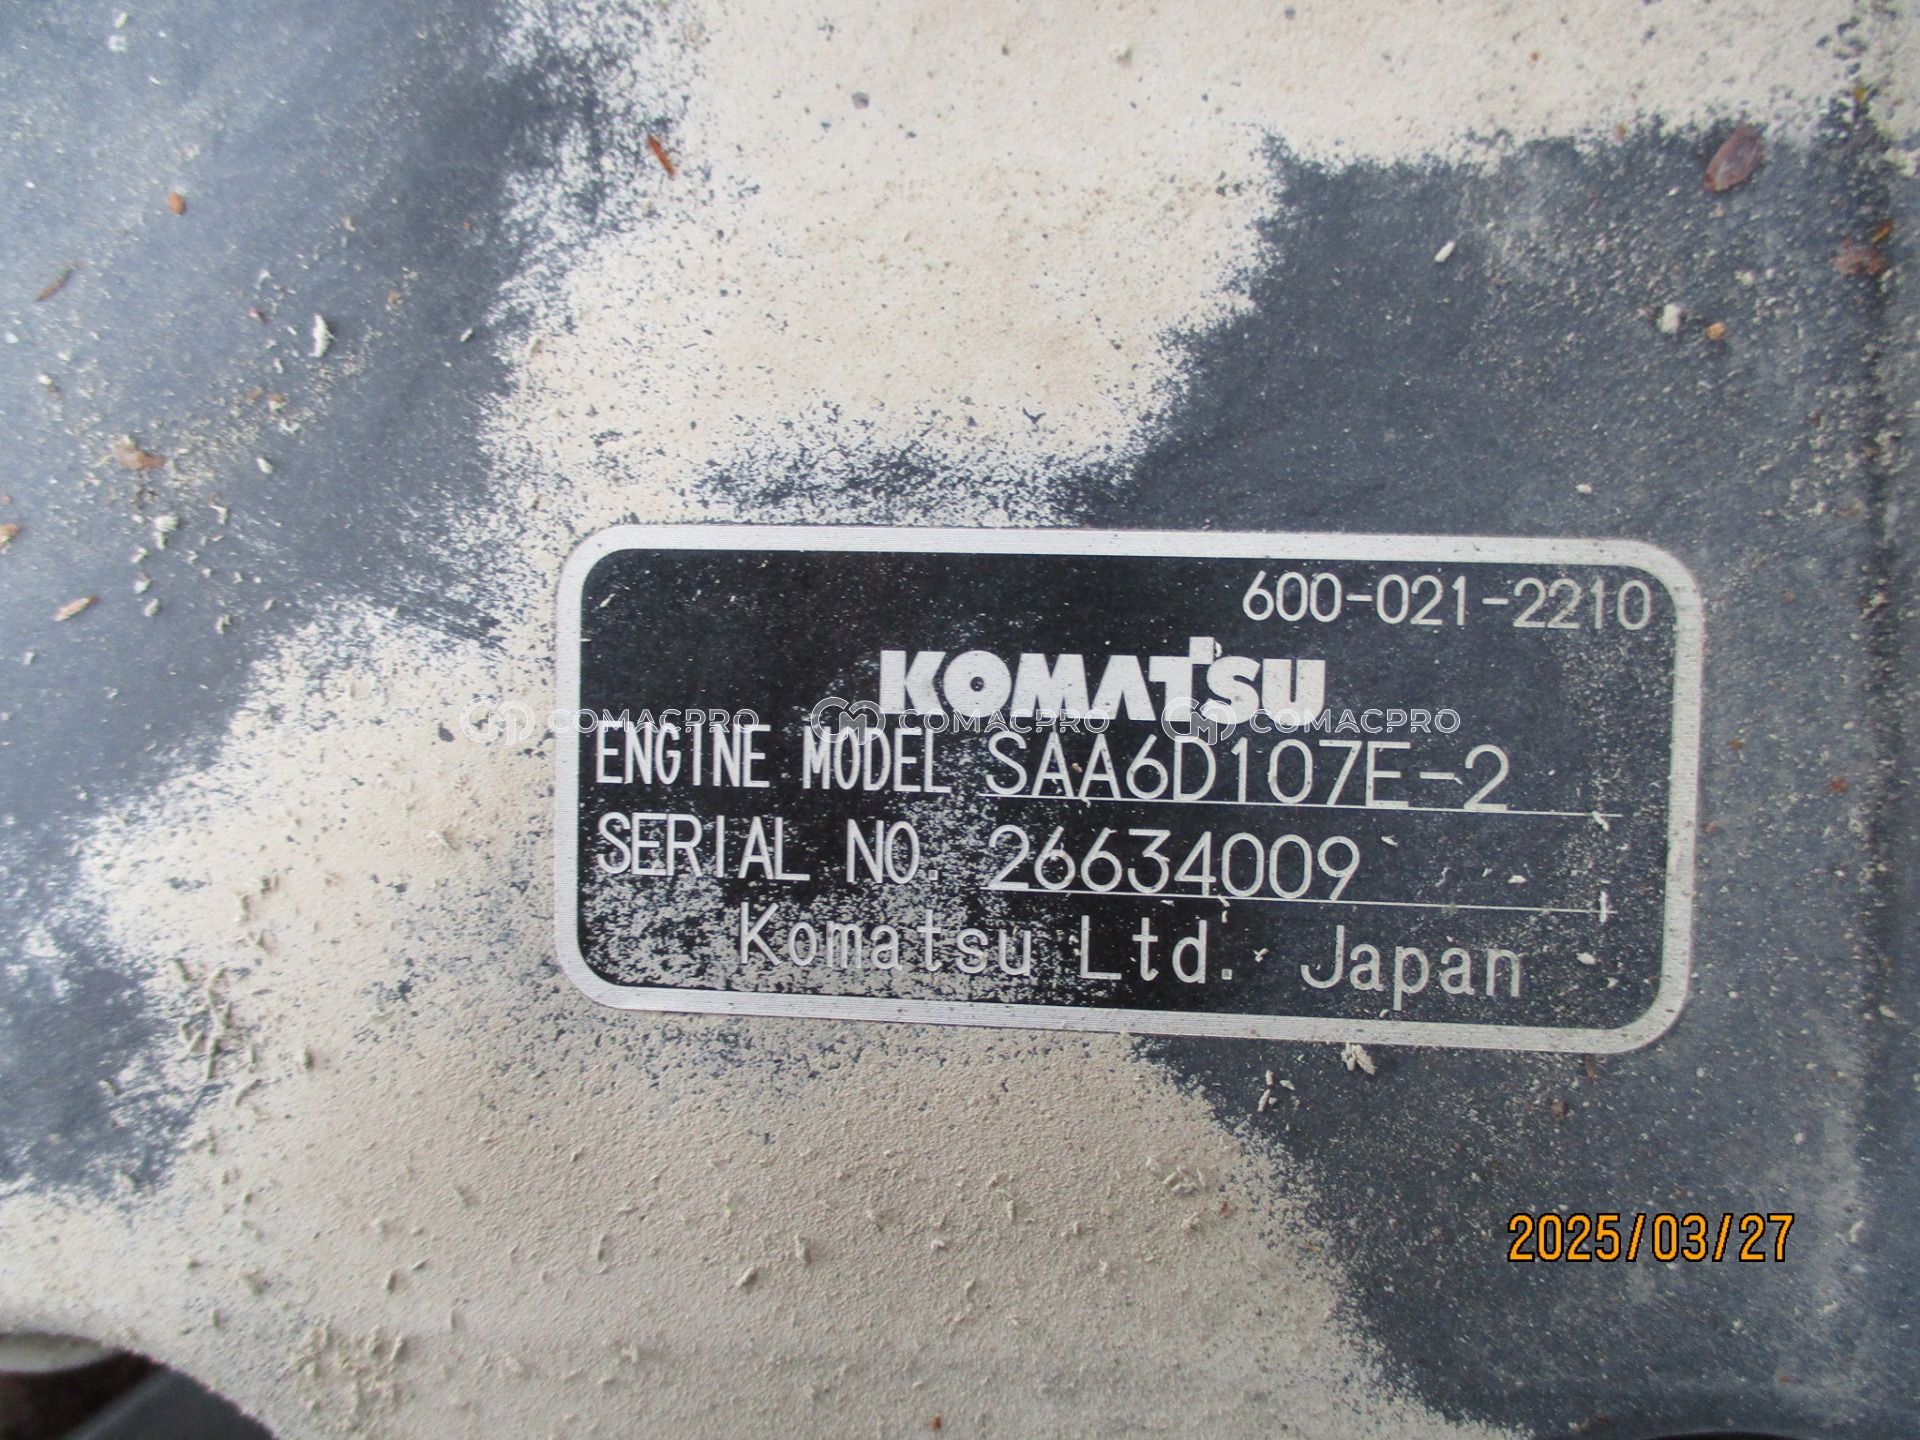 600-021-2210
KOMATSU
COMACPRO COMACPRO COMACPRO
ENGINE MODEL SAA6D107E-2
SERIAL NO. 26634009
Komatsu Ltd. Japan
2025/03/27